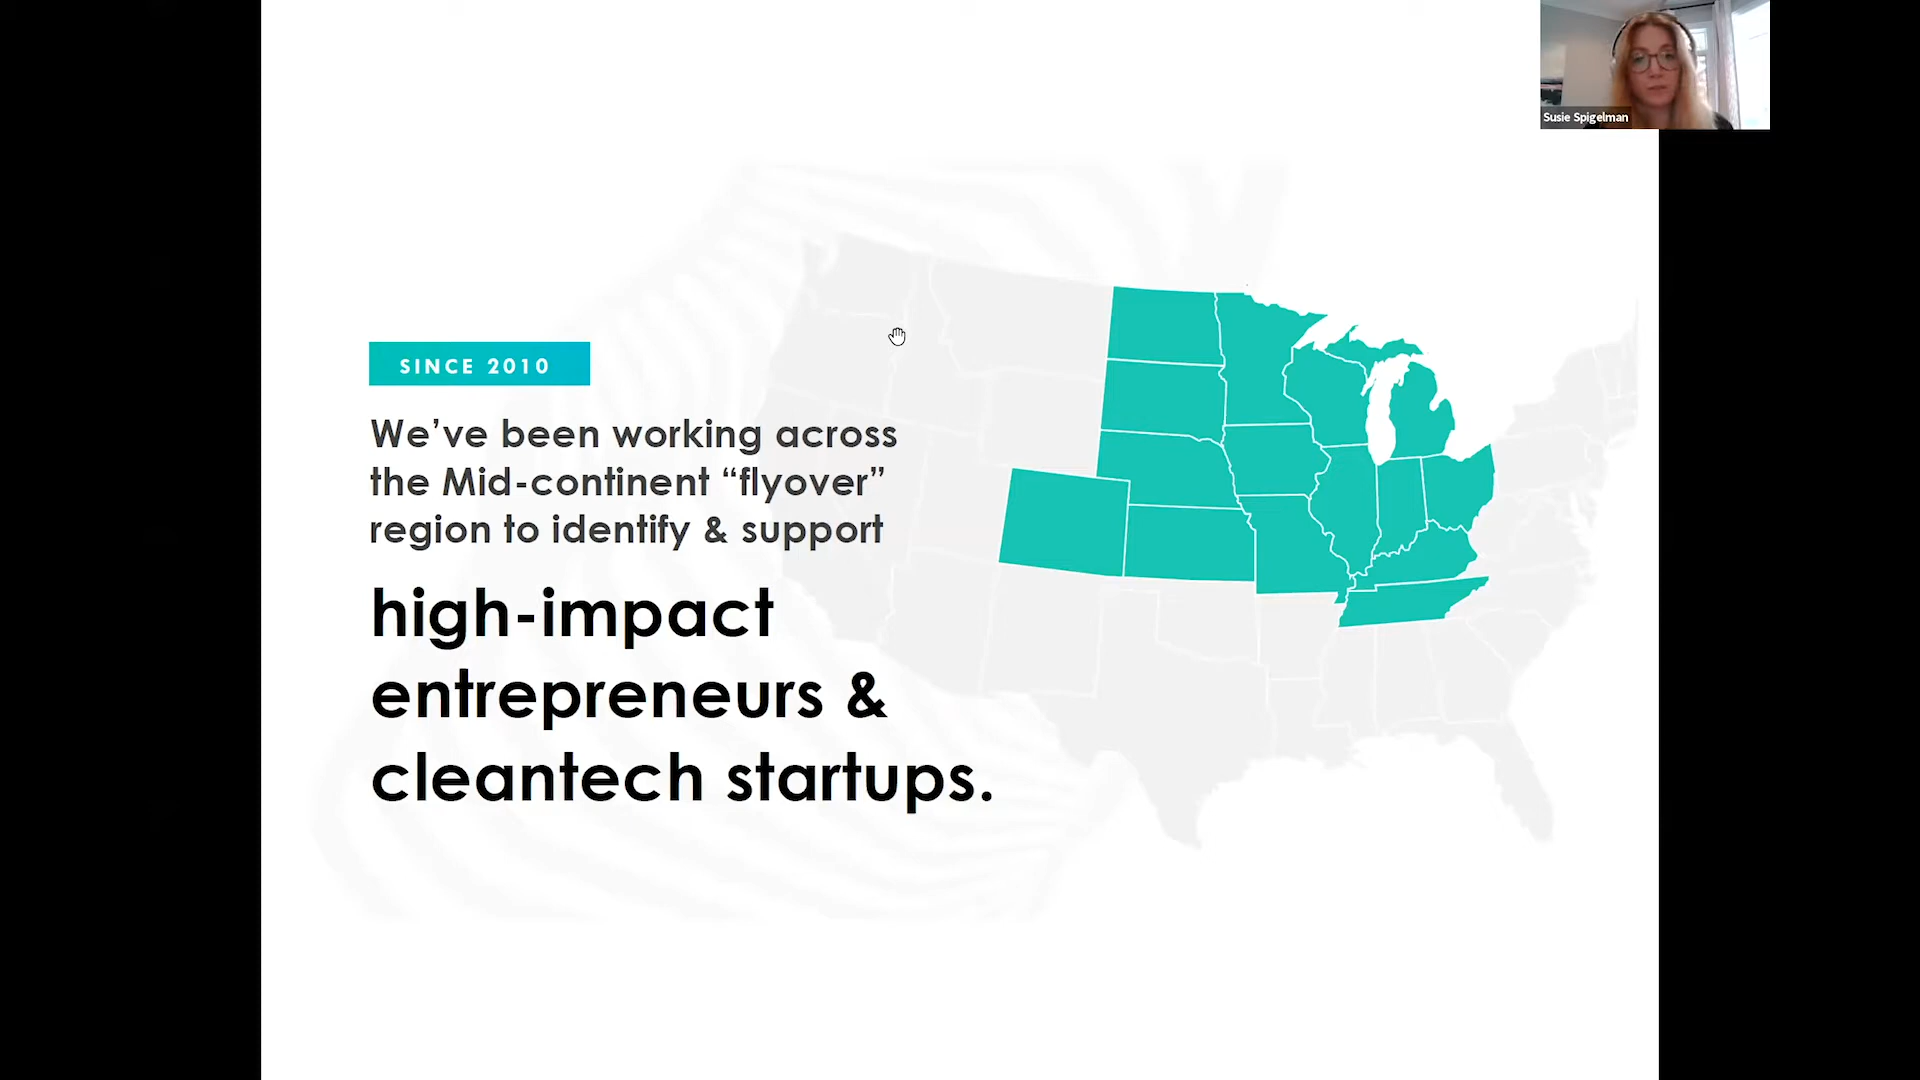 Susie Spigelman
SINCE 2010
We’ve been working across
the Mid-continent “flyover”
region to identify & support
high-impact
entrepreneurs &
cleantech startups.